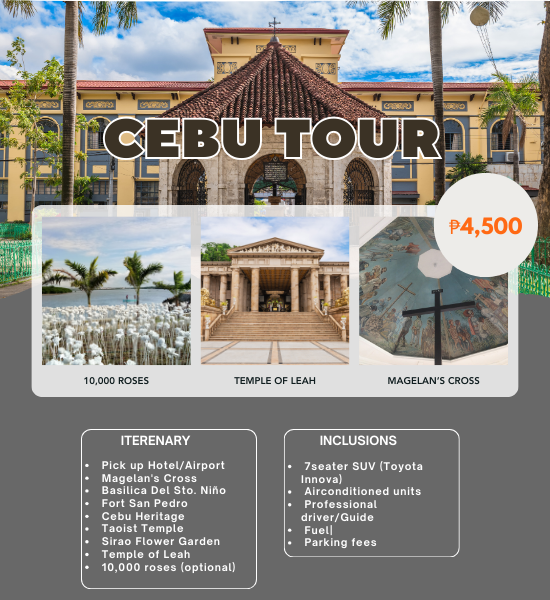 CEBU TOUR
₱4,500
10,000 ROSES
TEMPLE OF LEAH
MAGELAN'S CROSS
ITERENARY
• Pick up Hotel/Airport
• Magelan's Cross
• Basilica Del Sto. Niño
• Fort San Pedro
• Cebu Heritage
• Taoist Temple
• Sirao Flower Garden
• Temple of Leah
• 10,000 roses (optional)
INCLUSIONS
• 7seater SUV (Toyota
Innova)
• Airconditioned units
• Professional
driver/Guide
• Fuel|
• Parking fees